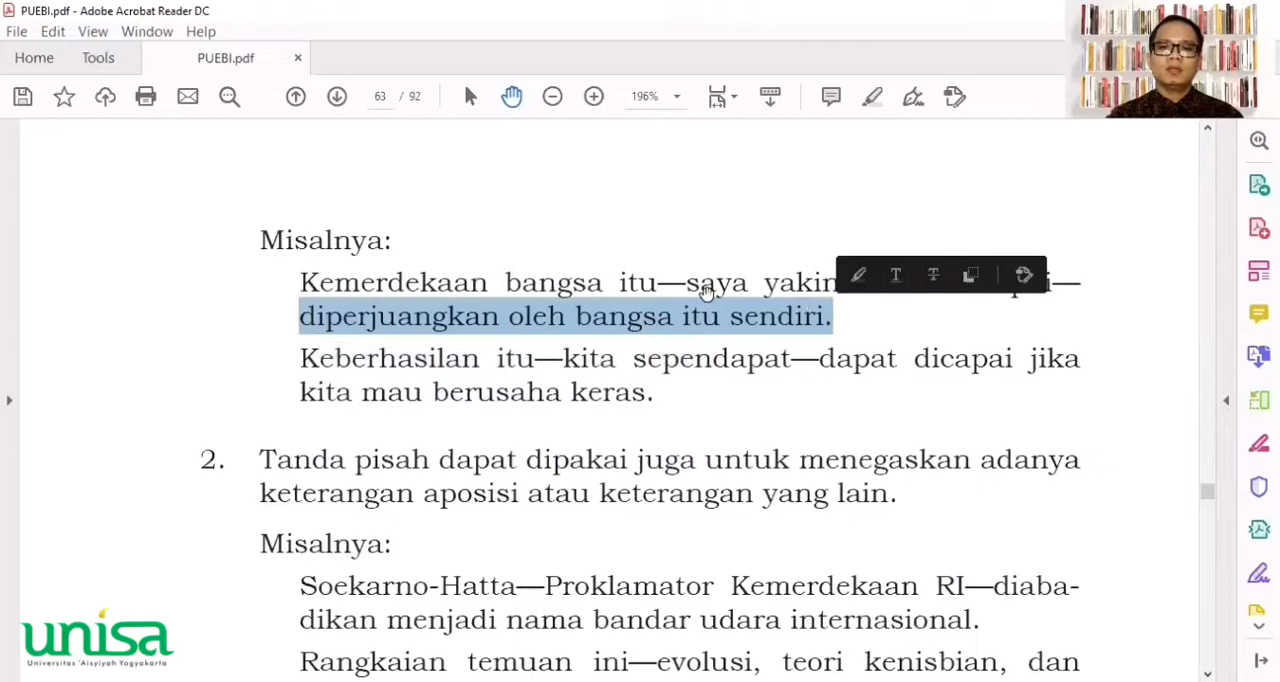 PUEBI.pdf - Adobe Acrobat Reader DC
File Edit View Window Help
Home Tools PUEBI.pdf ×
63 / 92 196%
Misalnya:
Kemerdekaan bangsa itu—saya yakin
diperjuangkan oleh bangsa itu sendiri.
Keberhasilan itu—kita sependapat—dapat dicapai jika
kita mau berusaha keras.
2. Tanda pisah dapat dipakai juga untuk menegaskan adanya
keterangan aposisi atau keterangan yang lain.
Misalnya:
Soekarno-Hatta—Proklamator Kemerdekaan RI—diaba-
dikan menjadi nama bandar udara internasional.
Rangkaian temuan ini—evolusi, teori kenisbian, dan
unisa
Universitas 'Aisyiyah Yogyakarta